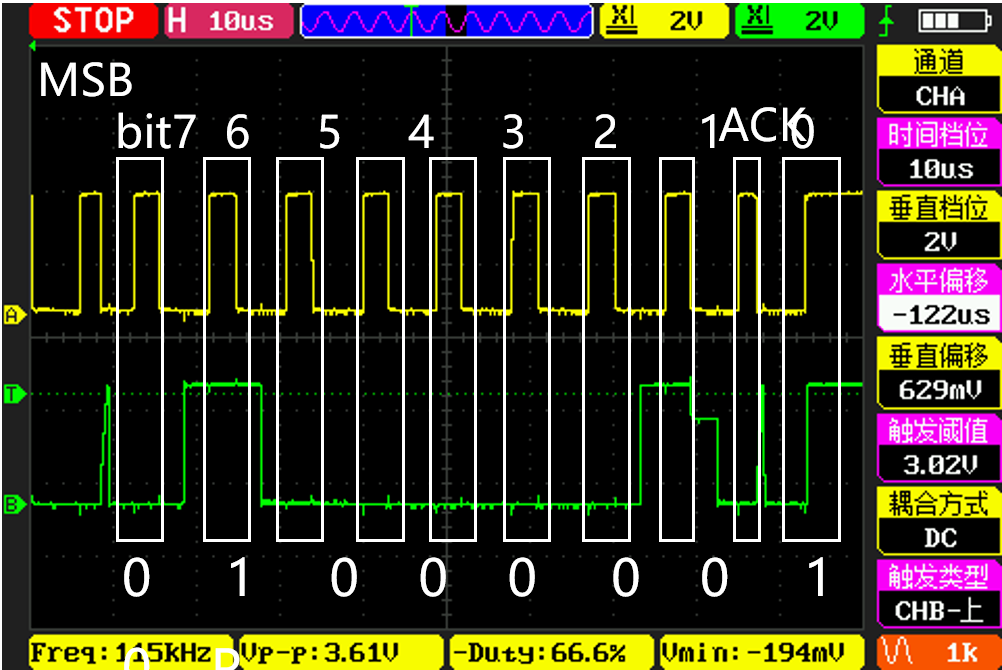 STOP H 10us X1 2V X1 2V
MSB
bit7 6 5 4 3 2 1 ACK 0
A
T
B
0 1 0 0 0 0 0 1
通道
CHA
时间档位
10us
垂直档位
2V
水平偏移
-122us
垂直偏移
629mV
触发阈值
3.02V
耦合方式
DC
触发类型
CHB-上
Vp-p:3.61V -Duty:66.6% Vmin:-194mV 1k